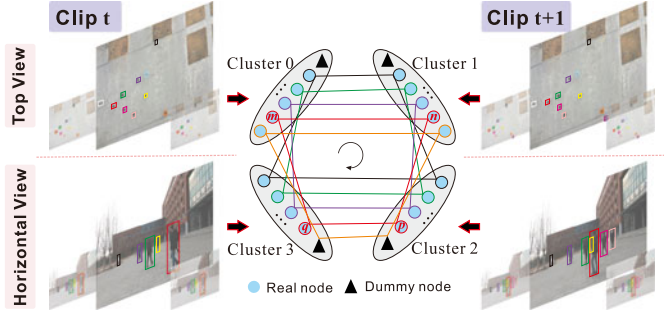 Clip t
Clip t+1
Top View
Horizontal View
Cluster 0
Cluster 1
m
n
q
p
Cluster 3
Cluster 2
Real node
Dummy node